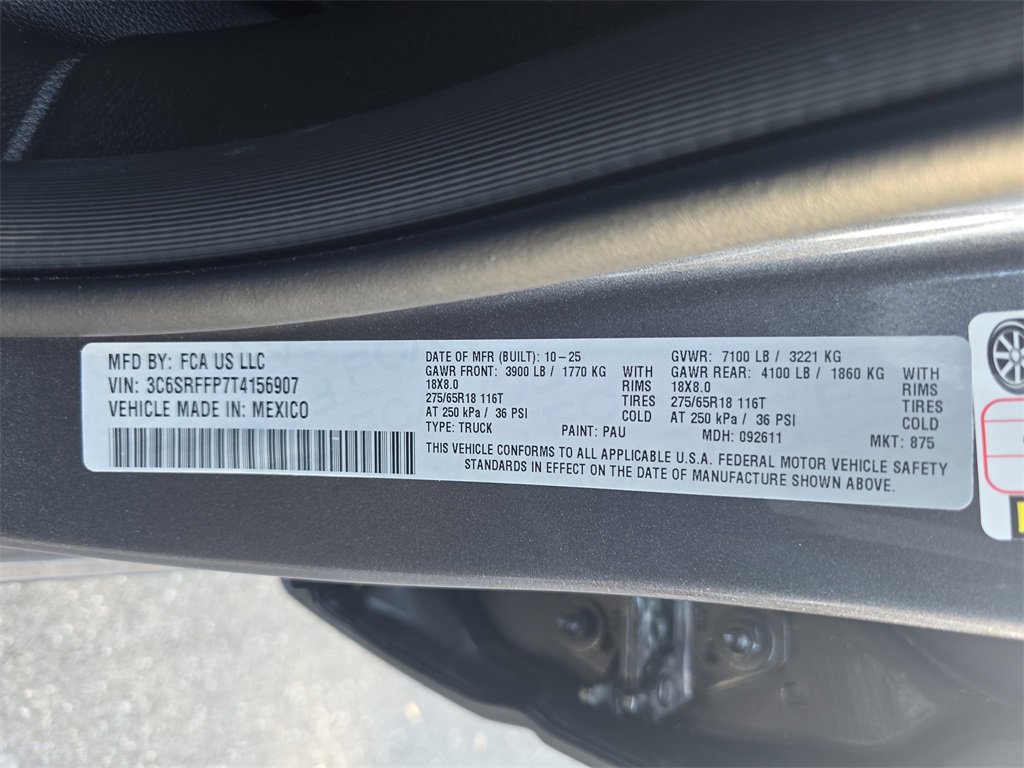 MFD BY: FCA US LLC
VIN: 3C6SRFFP7T4156907
VEHICLE MADE IN: MEXICO
DATE OF MFR (BUILT): 10-25
GAWR FRONT: 3900 LB / 1770 KG WITH
18X8.0 RIMS
275/65R18 116T TIRES
AT 250 kPa / 36 PSI COLD
TYPE: TRUCK PAINT: PAU
GVWR: 7100 LB / 3221 KG
GAWR REAR: 4100 LB / 1860 KG WITH
18X8.0 RIMS
275/65R18 116T TIRES
AT 250 kPa / 36 PSI COLD
MDH: 092611 MKT: 875
THIS VEHICLE CONFORMS TO ALL APPLICABLE U.S.A. FEDERAL MOTOR VEHICLE SAFETY
STANDARDS IN EFFECT ON THE DATE OF MANUFACTURE SHOWN ABOVE.